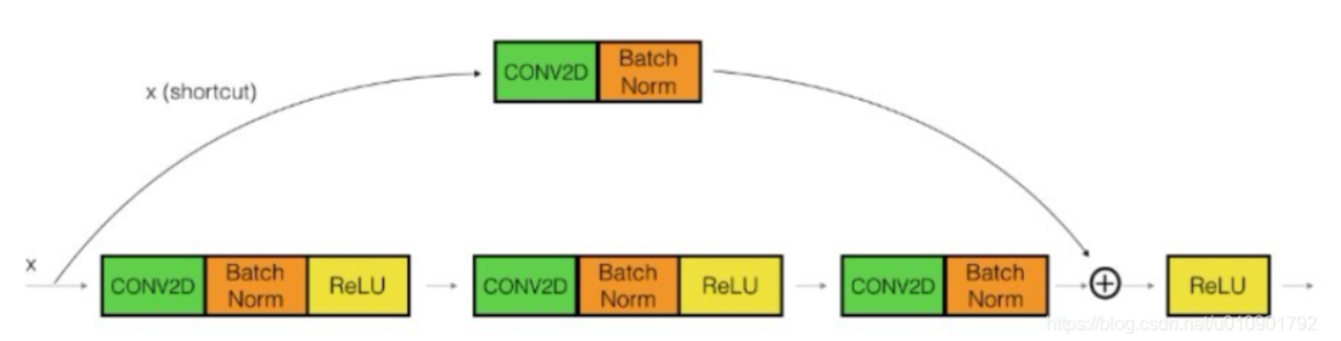 CONV2D
Batch
Norm
x (shortcut)
x
CONV2D
Batch
Norm
ReLU
CONV2D
Batch
Norm
ReLU
CONV2D
Batch
Norm
ReLU
https://blog.csdn.net/u010901792